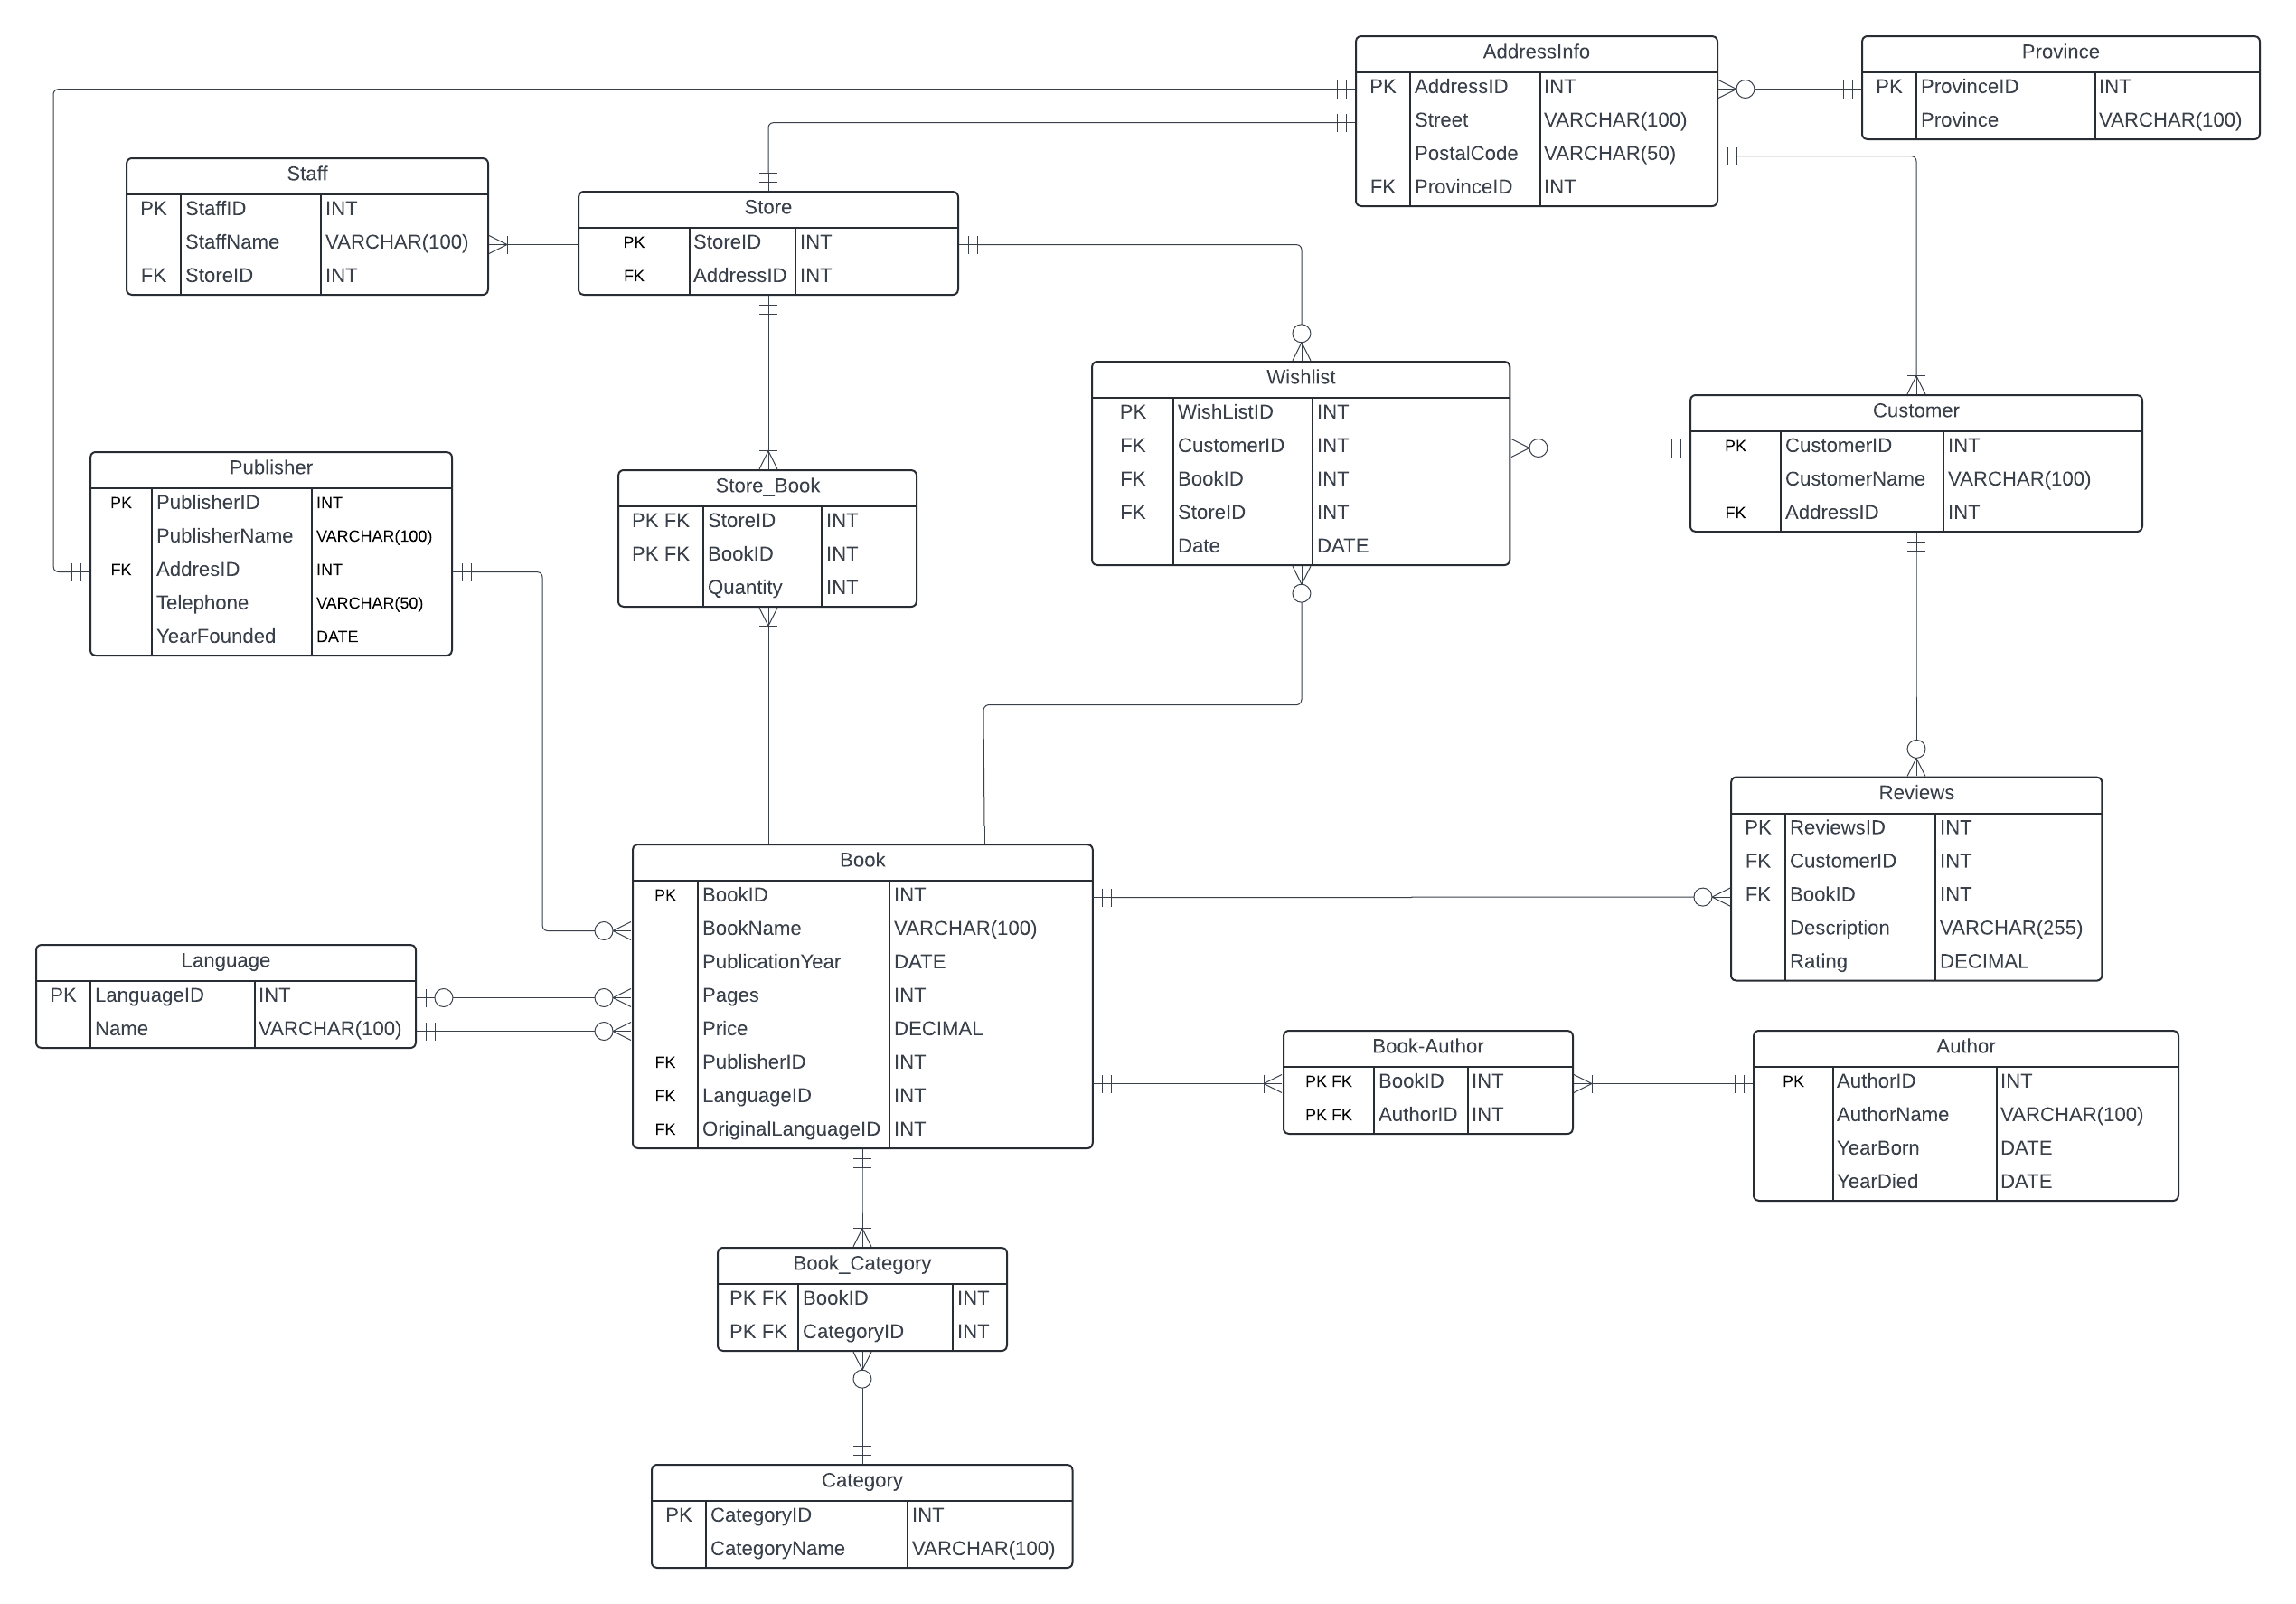 AddressInfo
PK AddressID INT
Street VARCHAR(100)
PostalCode VARCHAR(50)
FK ProvinceID INT
Province
PK ProvinceID INT
Province VARCHAR(100)
Staff
PK StaffID INT
StaffName VARCHAR(100)
FK StoreID INT
Store
PK StoreID INT
FK AddressID INT
Wishlist
PK WishListID INT
FK CustomerID INT
FK BookID INT
FK StoreID INT
Date DATE
Customer
PK CustomerID INT
CustomerName VARCHAR(100)
FK AddressID INT
Publisher
PK PublisherID INT
PublisherName VARCHAR(100)
FK AddresID INT
Telephone VARCHAR(50)
YearFounded DATE
Store_Book
PK FK StoreID INT
PK FK BookID INT
Quantity INT
Reviews
PK ReviewsID INT
FK CustomerID INT
FK BookID INT
Description VARCHAR(255)
Rating DECIMAL
Book
PK BookID INT
BookName VARCHAR(100)
PublicationYear DATE
Pages INT
Price DECIMAL
FK PublisherID INT
FK LanguageID INT
FK OriginalLanguageID INT
Language
PK LanguageID INT
Name VARCHAR(100)
Book-Author
PK FK BookID INT
PK FK AuthorID INT
Author
PK AuthorID INT
AuthorName VARCHAR(100)
YearBorn DATE
YearDied DATE
Book_Category
PK FK BookID INT
PK FK CategoryID INT
Category
PK CategoryID INT
CategoryName VARCHAR(100)